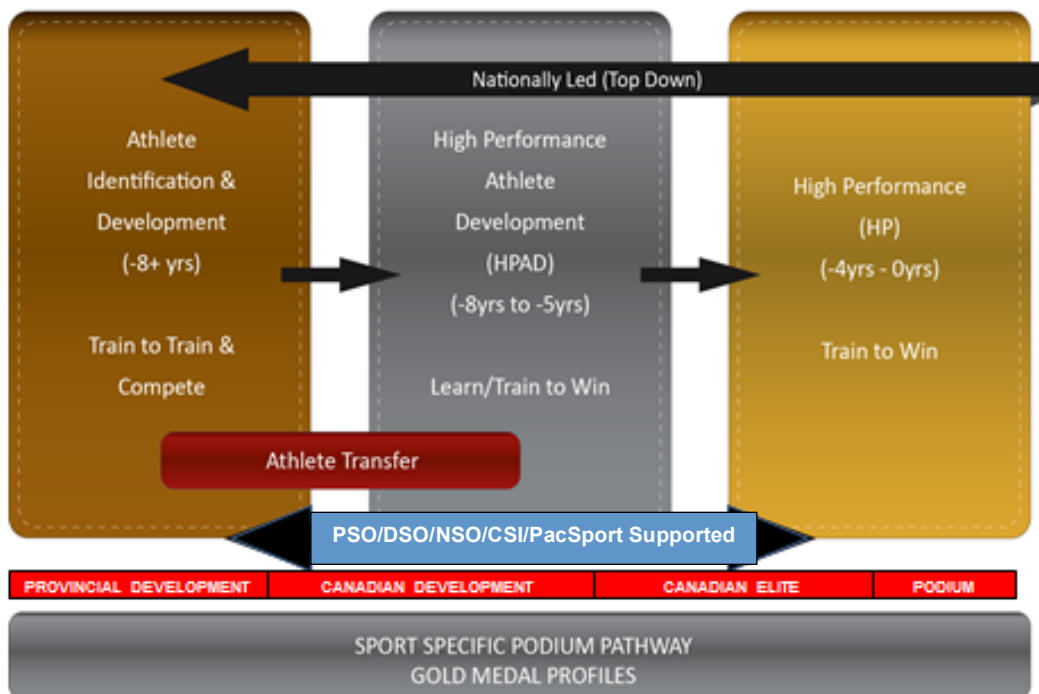 Nationally Led (Top Down)
Athlete
Identification &
Development
(-8+ yrs)
Train to Train &
Compete
High Performance
Athlete
Development
(HPAD)
(-8yrs to -5yrs)
Learn/Train to Win
High Performance
(HP)
(-4yrs - 0yrs)
Train to Win
Athlete Transfer
PSO/DSO/NSO/CSI/PacSport Supported
PROVINCIAL DEVELOPMENT
CANADIAN DEVELOPMENT
CANADIAN ELITE
PODIUM
SPORT SPECIFIC PODIUM PATHWAY
GOLD MEDAL PROFILES